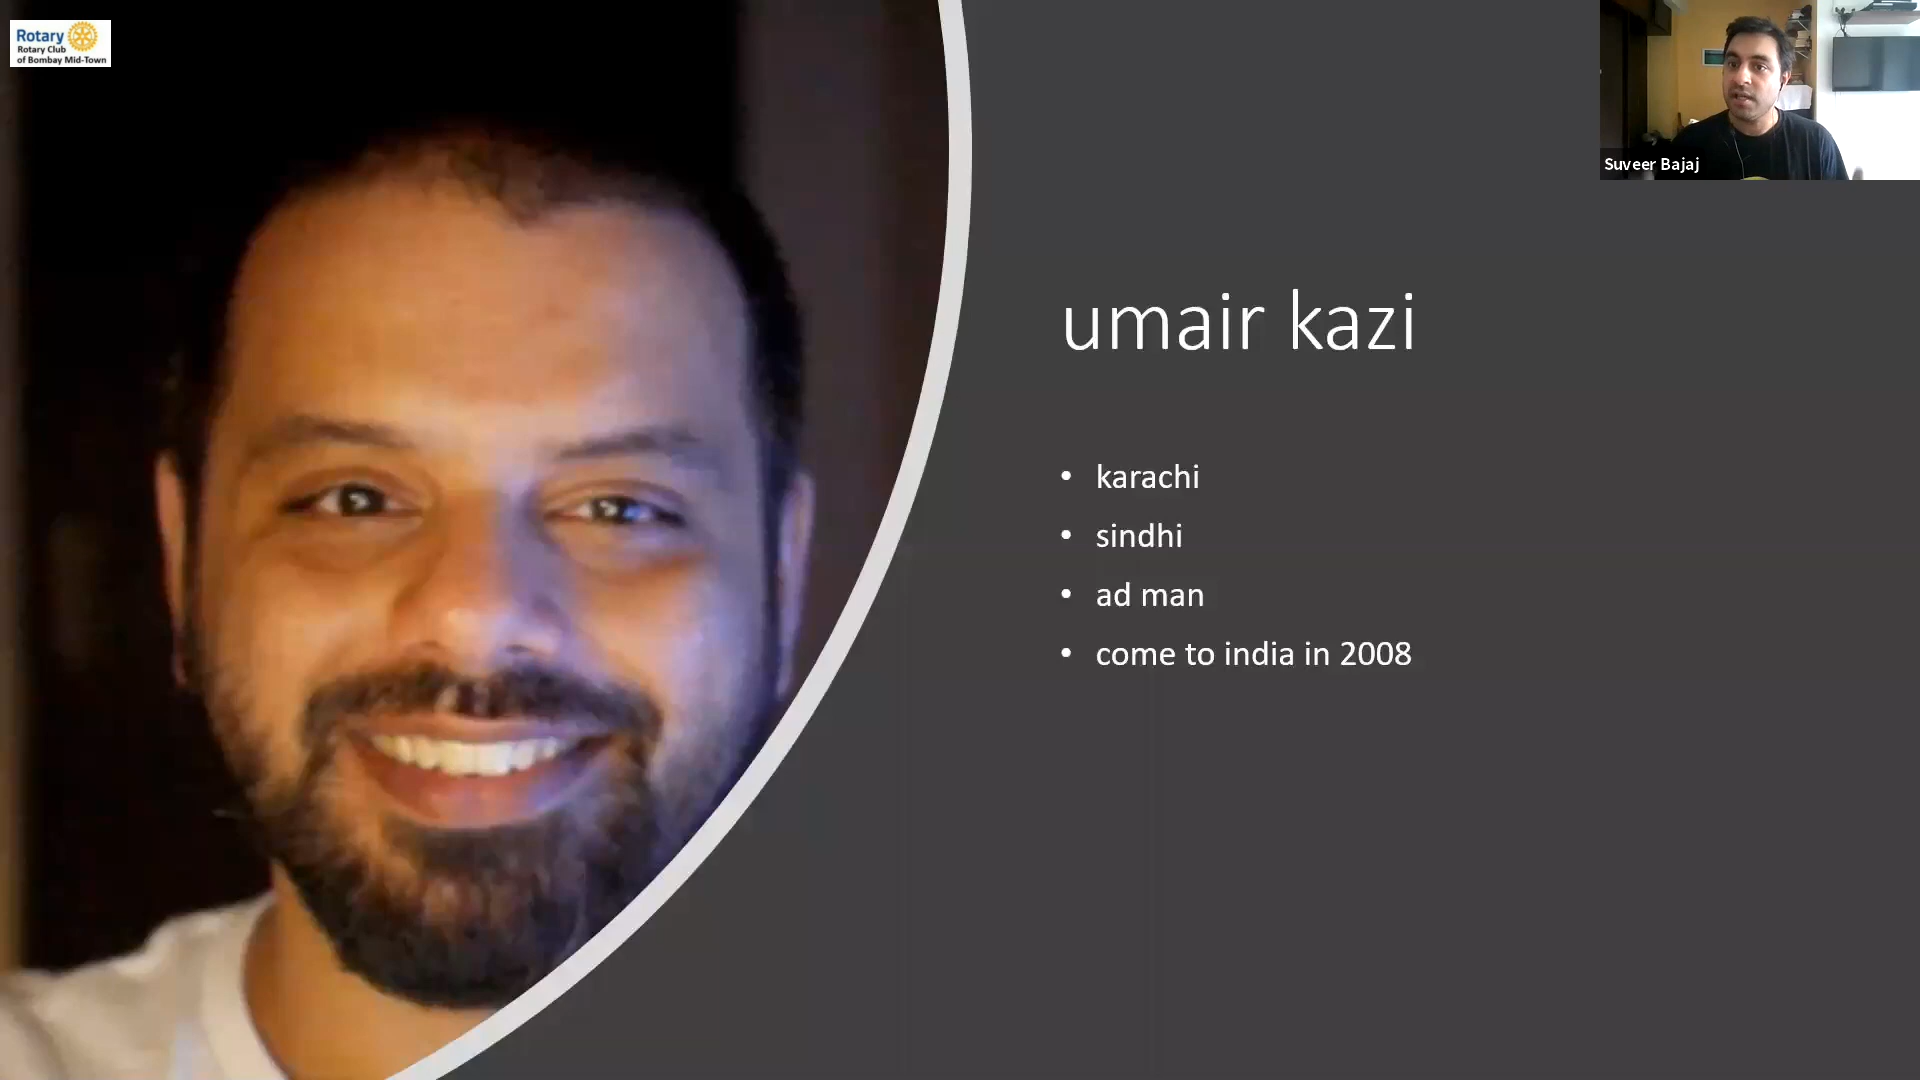 Rotary
Rotary Club
of Bombay Mid-Town
Suveer Bajaj
umair kazi
• karachi
• sindhi
• ad man
• come to india in 2008